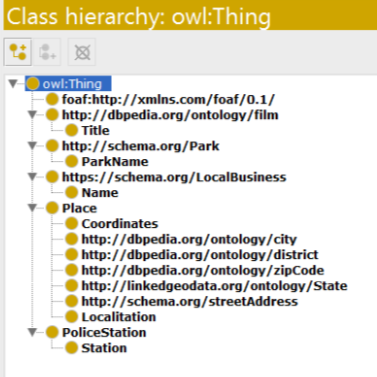 Class hierarchy: owl:Thing
owl:Thing
foaf:http://xmlns.com/foaf/0.1/
http://dbpedia.org/ontology/film
Title
http://schema.org/Park
ParkName
https://schema.org/LocalBusiness
Name
Place
Coordinates
http://dbpedia.org/ontology/city
http://dbpedia.org/ontology/district
http://dbpedia.org/ontology/zipCode
http://linkedgeodata.org/ontology/State
http://schema.org/streetAddress
Localitation
PoliceStation
Station